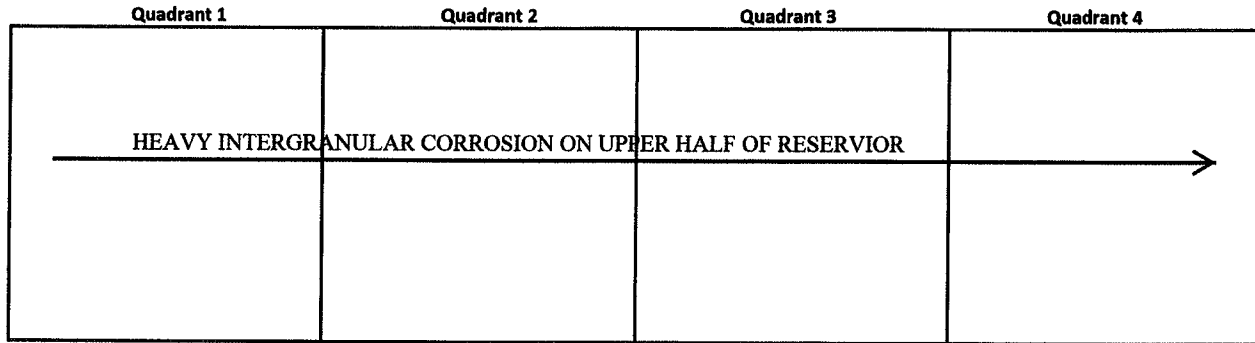 Quadrant 1 Quadrant 2 Quadrant 3 Quadrant 4
HEAVY INTERGRANULAR CORROSION ON UPPER HALF OF RESERVIOR